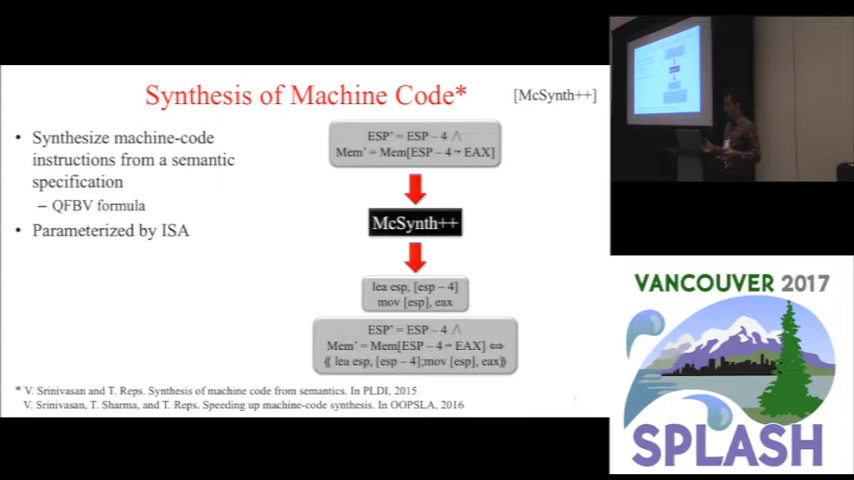 Synthesis of Machine Code*
[McSynth++]
• Synthesize machine-code
instructions from a semantic
specification
– QFBV formula
• Parameterized by ISA
ESP' = ESP – 4 ∧
Mem' = Mem[ESP – 4 ↦ EAX]
McSynth++
lea esp, [esp – 4]
mov [esp], eax
ESP' = ESP – 4 ∧
Mem' = Mem[ESP – 4 ↦ EAX] ⇔
⟪ lea esp, [esp – 4];mov [esp], eax⟫
* V. Srinivasan and T. Reps. Synthesis of machine code from semantics. In PLDI, 2015
V. Srinivasan, T. Sharma, and T. Reps. Speeding up machine-code synthesis. In OOPSLA, 2016
VANCOUVER 2017
SPLASH